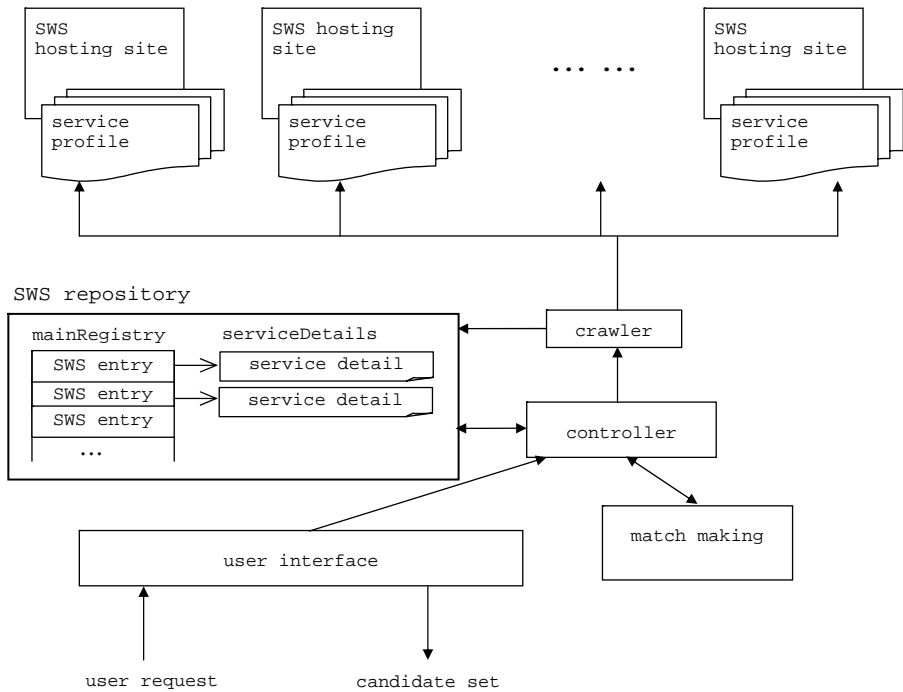 SWS
hosting site
service
profile
SWS hosting
site
service
profile
... ...
SWS
hosting site
service
profile
SWS repository
mainRegistry
serviceDetails
SWS entry
service detail
SWS entry
service detail
SWS entry
...
crawler
controller
match making
user interface
user request
candidate set